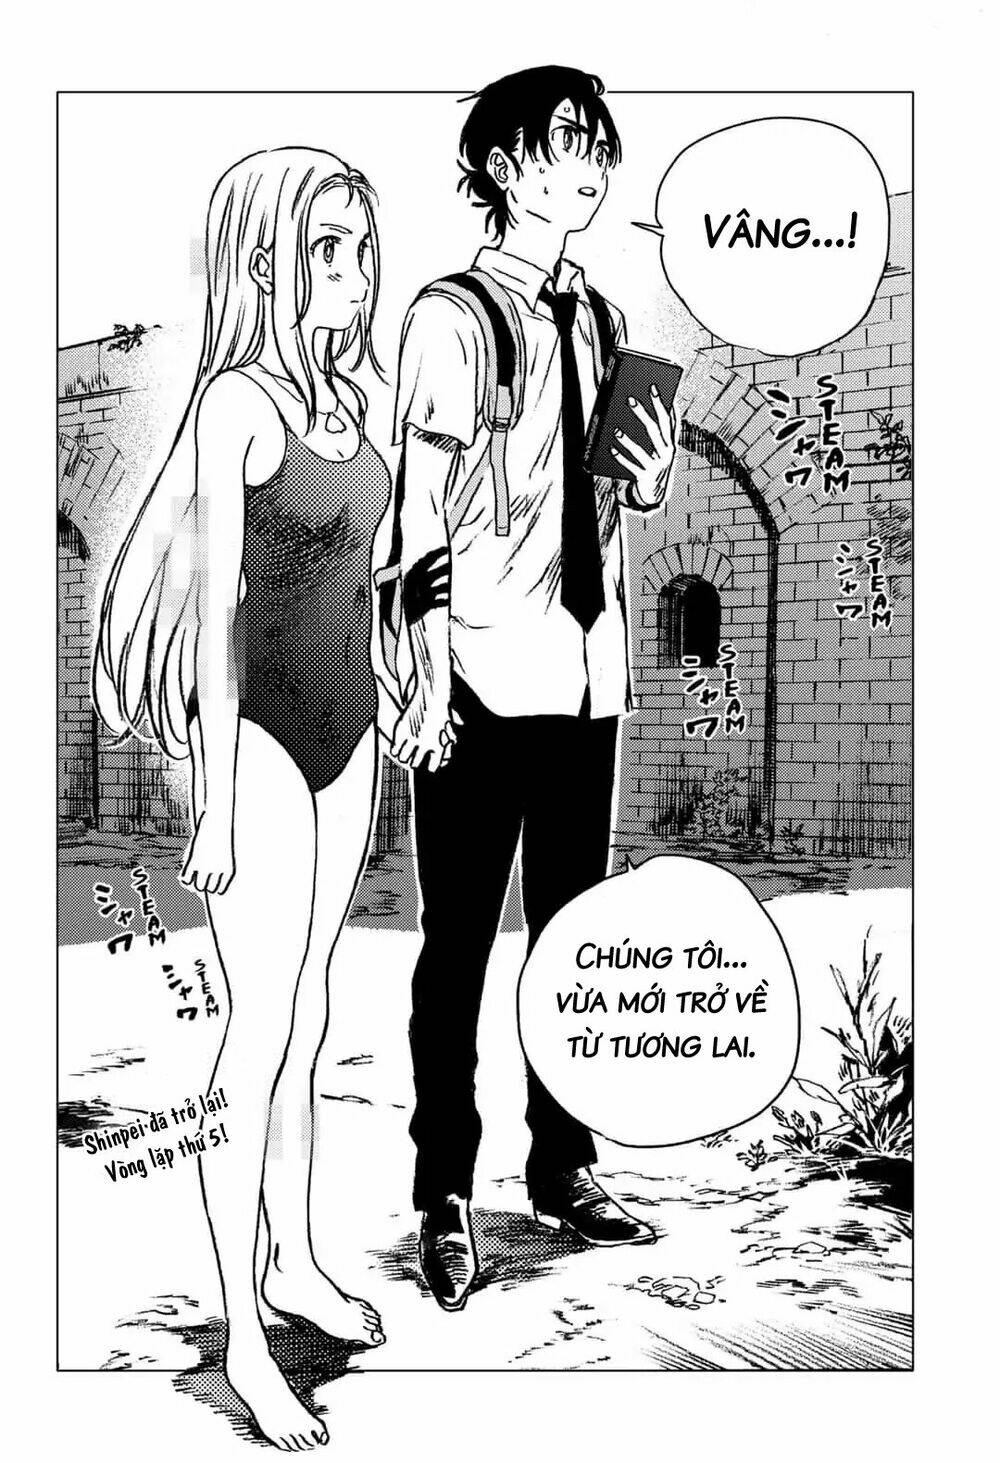 VÂNG...!
STEAM
シャワ
STEAM
シャワ
STEAM
シャワ
STEAM
シャワ
STEAM
シャワ
CHÚNG TÔI...
VỪA MỚI TRỞ VỀ
TỪ TƯƠNG LAI.
Shinpei đã trở lại!
Vòng lặp thứ 5!